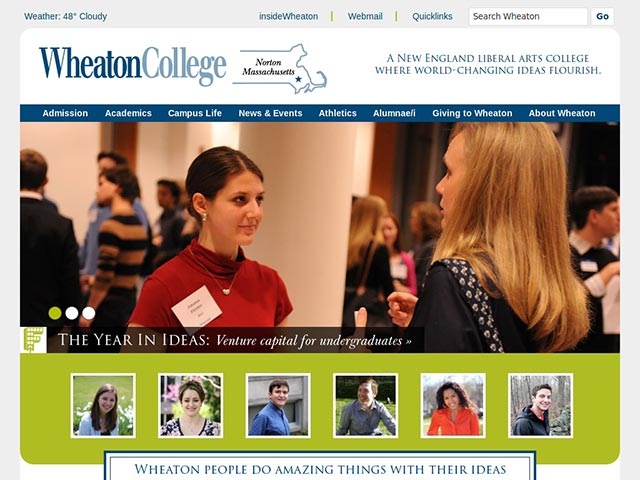 Weather: 48° Cloudy
insideWheaton | Webmail | Quicklinks
Search Wheaton
Go
WheatonCollege
Norton
Massachusetts
A New England liberal arts college
where world-changing ideas flourish.
Admission Academics Campus Life News & Events Athletics Alumnae/i Giving to Wheaton About Wheaton
The Year In Ideas: Venture capital for undergraduates »
Wheaton people do amazing things with their ideas